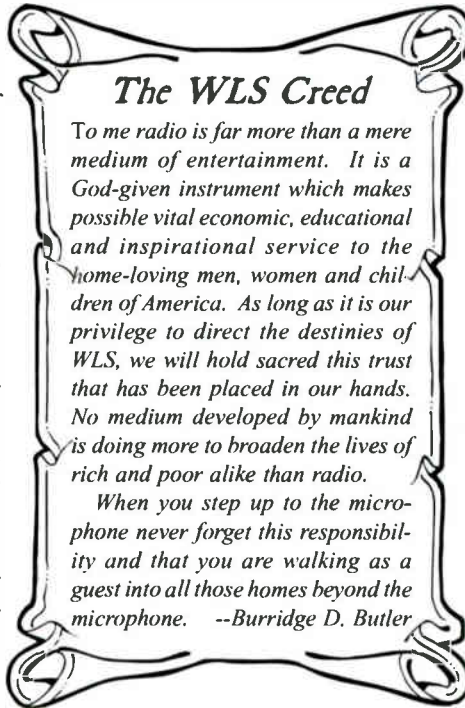 The WLS Creed
To me radio is far more than a mere
medium of entertainment. It is a
God-given instrument which makes
possible vital economic, educational
and inspirational service to the
home-loving men, women and chil-
dren of America. As long as it is our
privilege to direct the destinies of
WLS, we will hold sacred this trust
that has been placed in our hands.
No medium developed by mankind
is doing more to broaden the lives of
rich and poor alike than radio.
When you step up to the micro-
phone never forget this responsibil-
ity and that you are walking as a
guest into all those homes beyond the
microphone. --Burridge D. Butler